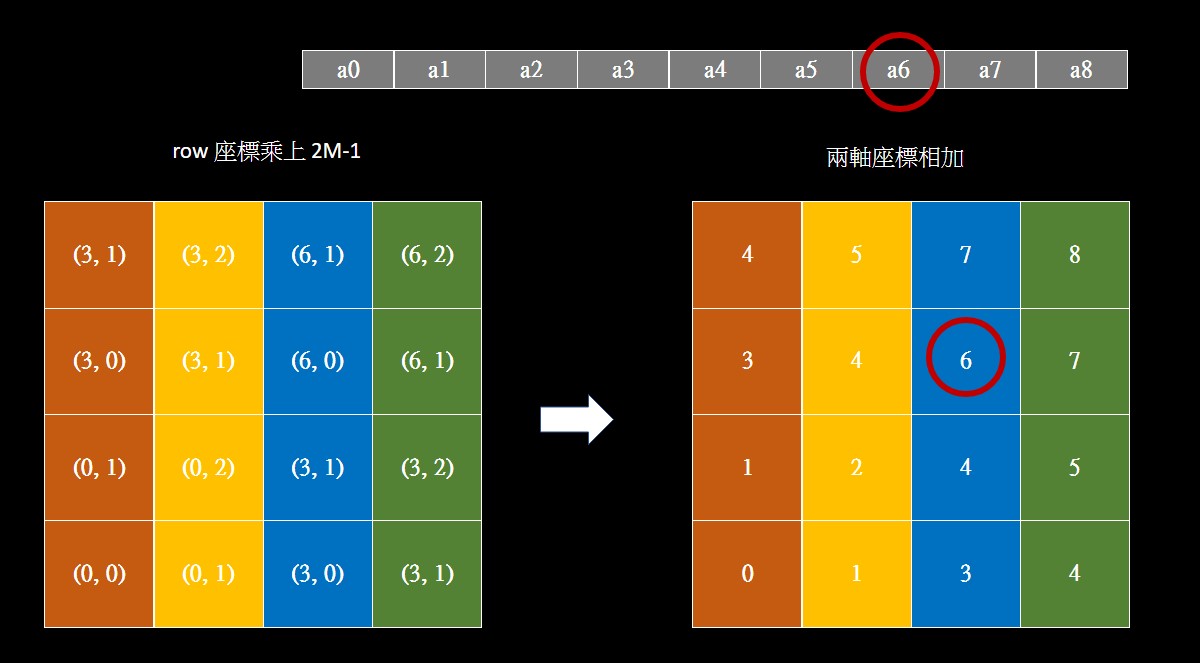 a0 a1 a2 a3 a4 a5 a6 a7 a8
row 座標乘上 2M-1
兩軸座標相加
(3, 1) (3, 2) (6, 1) (6, 2)
(3, 0) (3, 1) (6, 0) (6, 1)
(0, 1) (0, 2) (3, 1) (3, 2)
(0, 0) (0, 1) (3, 0) (3, 1)
4 5 7 8
3 4 6 7
1 2 4 5
0 1 3 4